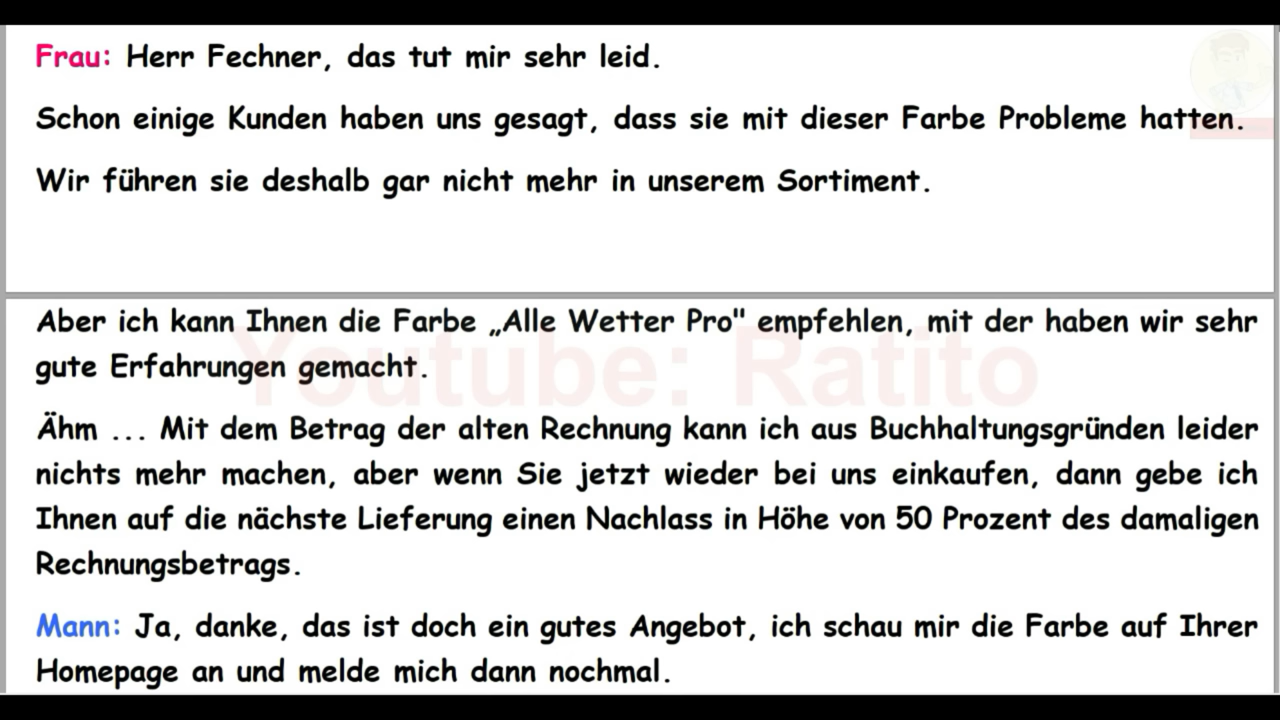 Frau: Herr Fechner, das tut mir sehr leid.
Schon einige Kunden haben uns gesagt, dass sie mit dieser Farbe Probleme hatten.
Wir führen sie deshalb gar nicht mehr in unserem Sortiment.
Aber ich kann Ihnen die Farbe „Alle Wetter Pro" empfehlen, mit der haben wir sehr
gute Erfahrungen gemacht.
Youtube: Ratito
Ähm ... Mit dem Betrag der alten Rechnung kann ich aus Buchhaltungsgründen leider
nichts mehr machen, aber wenn Sie jetzt wieder bei uns einkaufen, dann gebe ich
Ihnen auf die nächste Lieferung einen Nachlass in Höhe von 50 Prozent des damaligen
Rechnungsbetrags.
Mann: Ja, danke, das ist doch ein gutes Angebot, ich schau mir die Farbe auf Ihrer
Homepage an und melde mich dann nochmal.